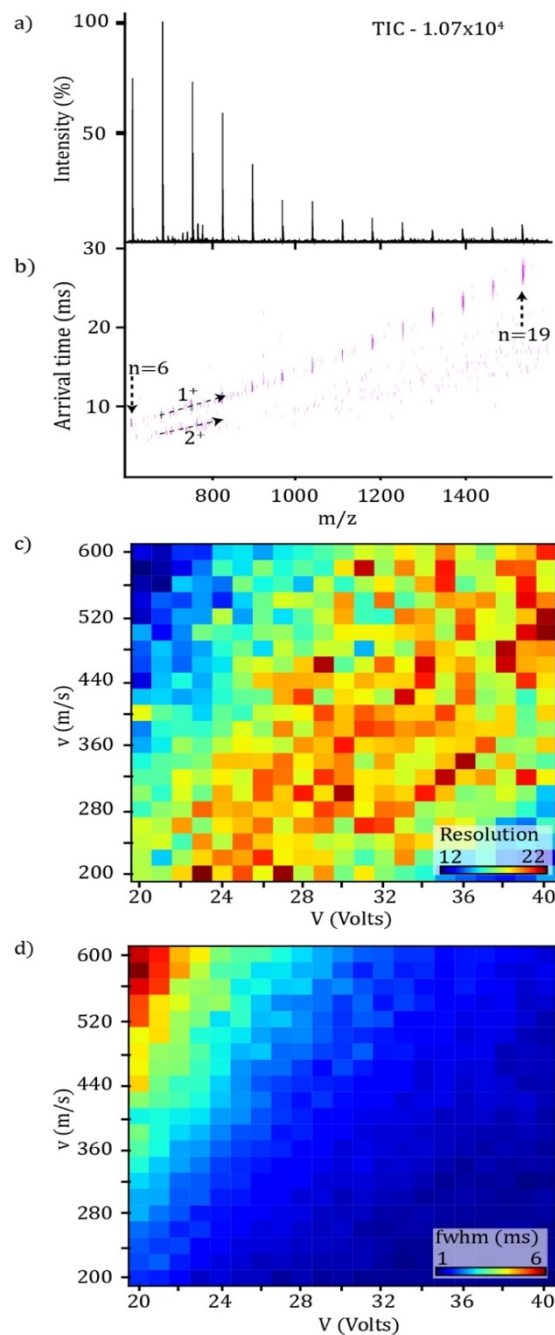 a)
TIC - 1.07x10⁴
100
50
Intensity (%)
b)
30
20
10
Arrival time (ms)
n=6
1⁺
2⁺
n=19
800
1000
1200
1400
m/z
c)
600
520
440
360
280
200
v (m/s)
Resolution
12
22
20
24
28
32
36
40
V (Volts)
d)
600
520
440
360
280
200
v (m/s)
fwhm (ms)
1
6
20
24
28
32
36
40
V (Volts)